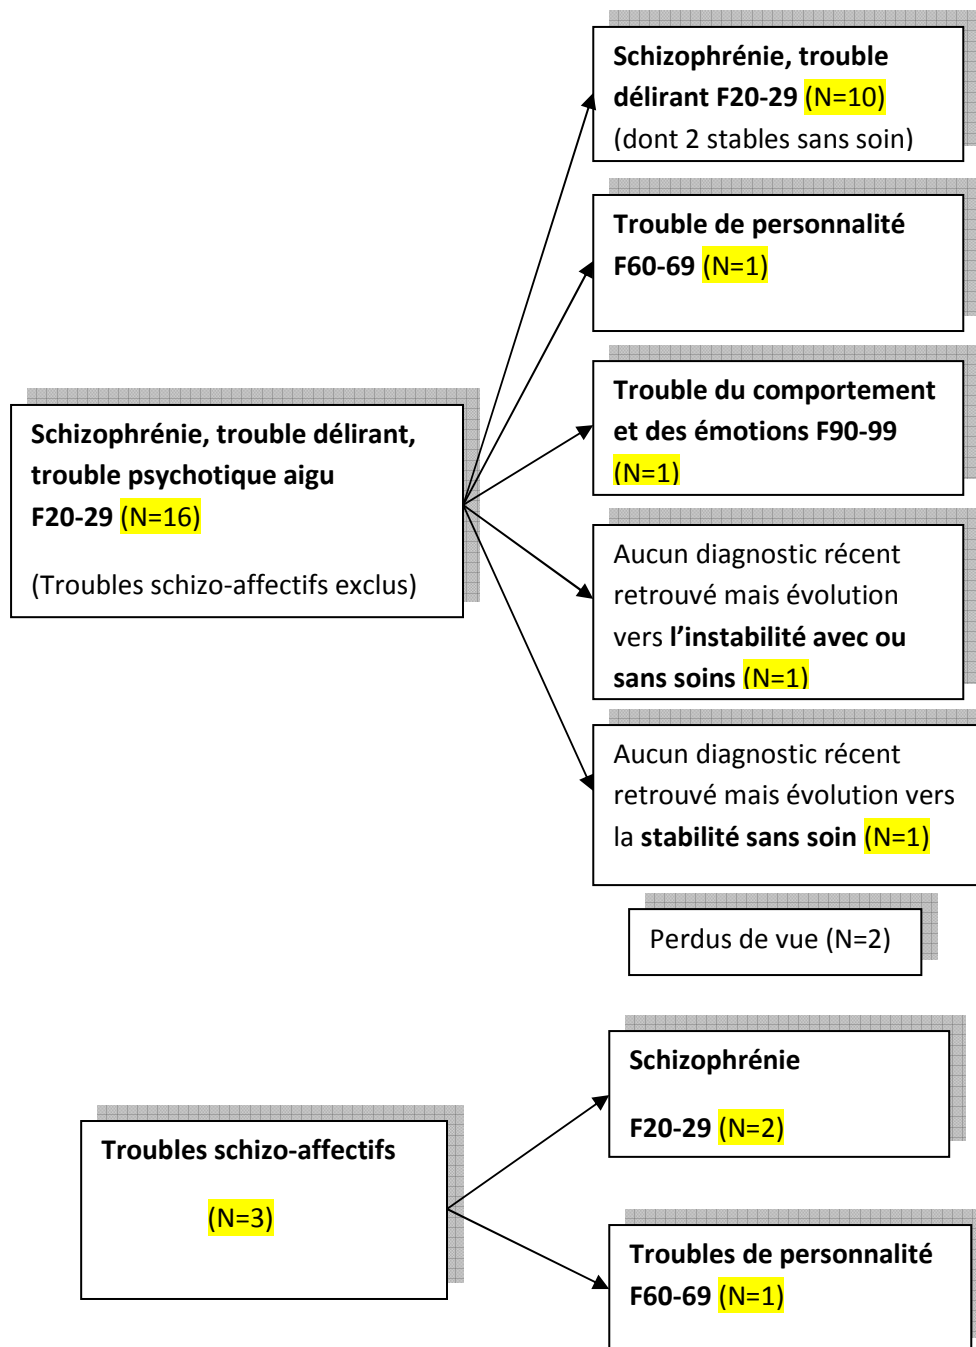 Schizophrénie, trouble
délirant F20-29 (N=10)
(dont 2 stables sans soin)
Trouble de personnalité
F60-69 (N=1)
Trouble du comportement
et des émotions F90-99
(N=1)
Schizophrénie, trouble délirant,
trouble psychotique aigu
F20-29 (N=16)
(Troubles schizo-affectifs exclus)
Aucun diagnostic récent
retrouvé mais évolution
vers l’instabilité avec ou
sans soins (N=1)
Aucun diagnostic récent
retrouvé mais évolution vers
la stabilité sans soin (N=1)
Perdus de vue (N=2)
Schizophrénie
F20-29 (N=2)
Troubles schizo-affectifs
(N=3)
Troubles de personnalité
F60-69 (N=1)